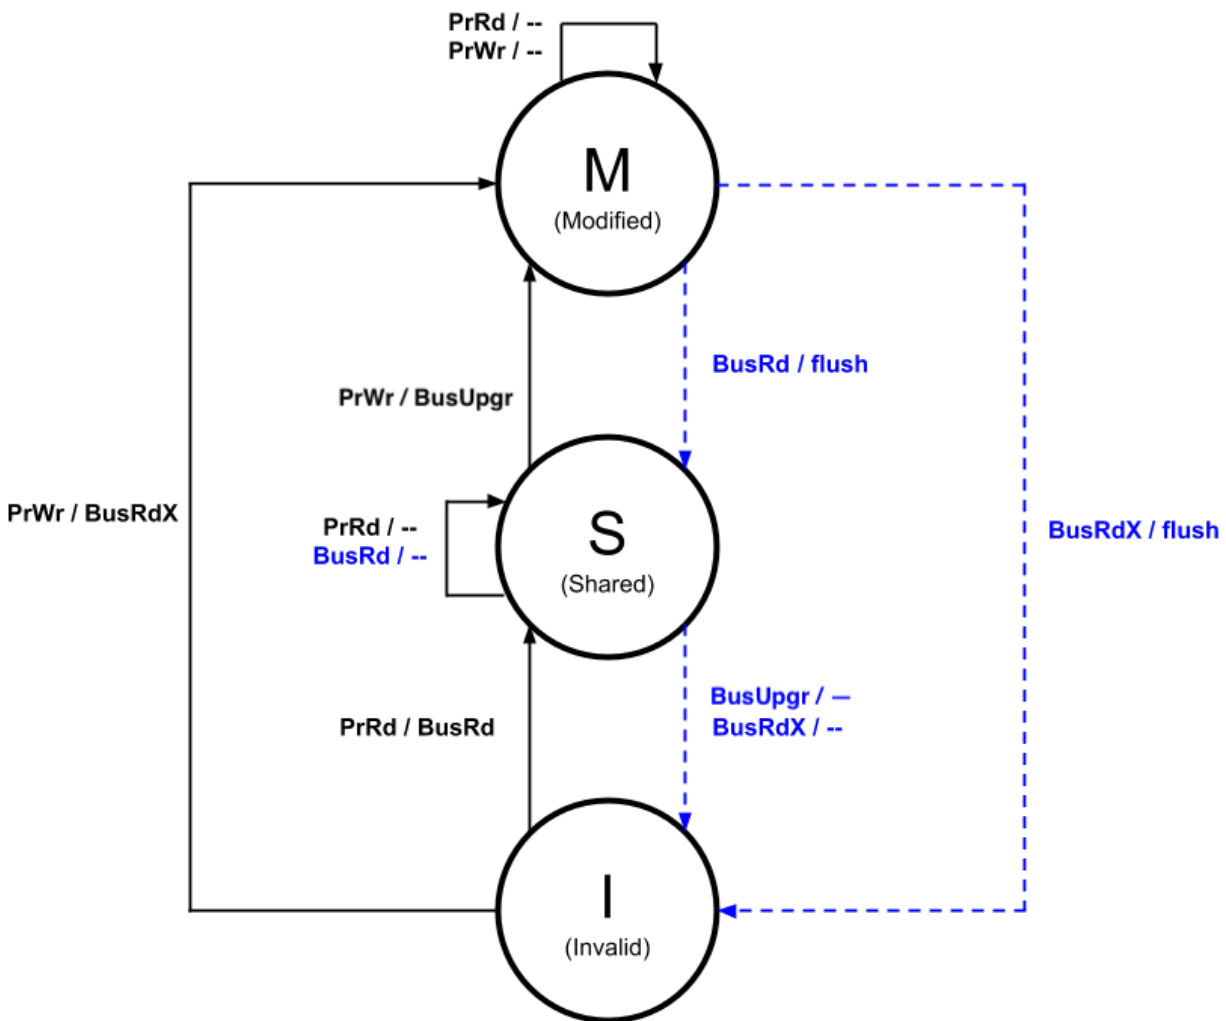 PrRd / --
PrWr / --
M
(Modified)
BusRd / flush
PrWr / BusUpgr
PrWr / BusRdX
PrRd / --
BusRd / --
S
(Shared)
BusRdX / flush
BusUpgr / —
BusRdX / --
PrRd / BusRd
I
(Invalid)